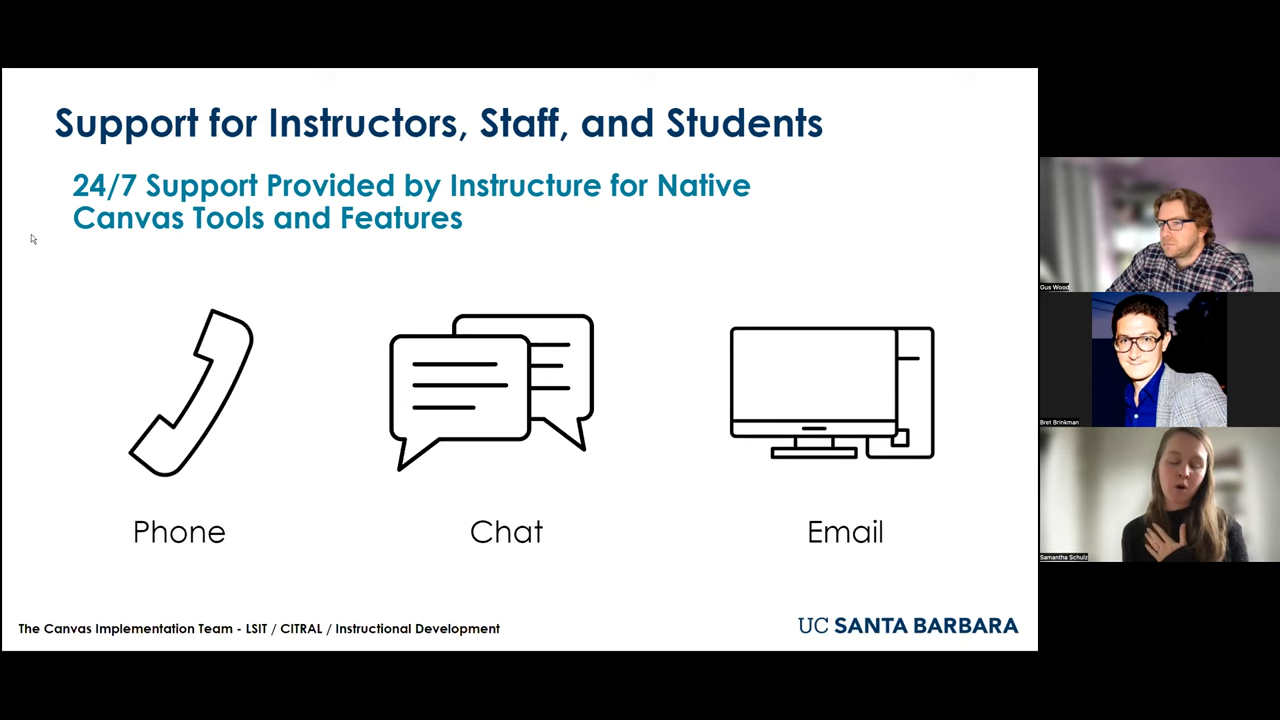 Support for Instructors, Staff, and Students
24/7 Support Provided by Instructure for Native
Canvas Tools and Features
Phone
Chat
Email
The Canvas Implementation Team - LSIT / CITRAL / Instructional Development
UC SANTA BARBARA
Gus Wood
Bret Brinkman
Samantha Schulz